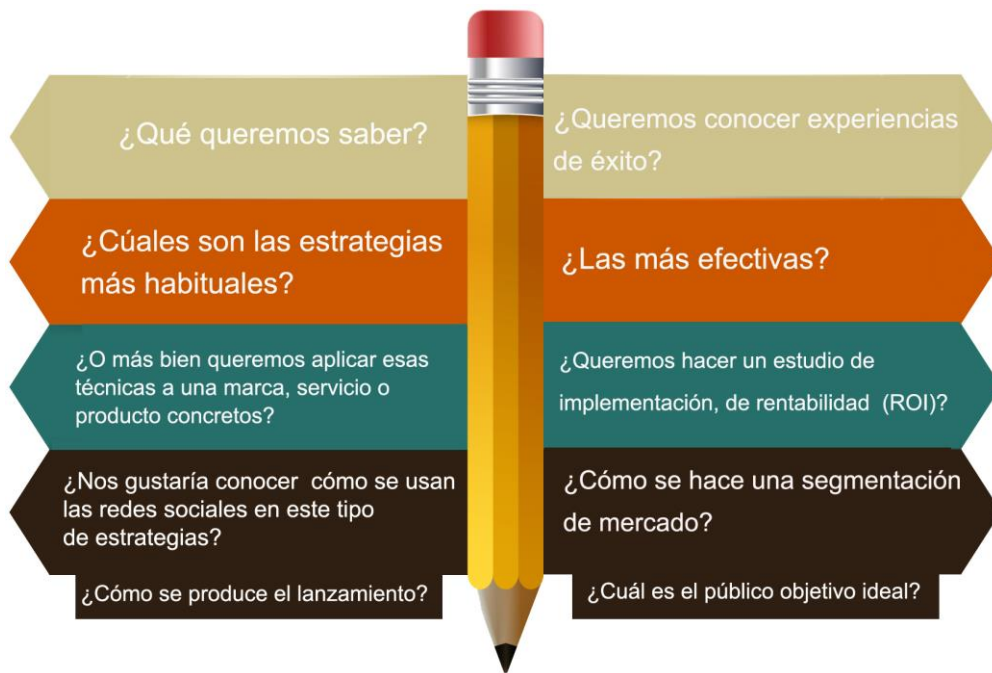 ¿Qué queremos saber?
¿Queremos conocer experiencias
de éxito?
¿Cúales son las estrategias
más habituales?
¿Las más efectivas?
¿O más bien queremos aplicar esas
técnicas a una marca, servicio o
producto concretos?
¿Queremos hacer un estudio de
implementación, de rentabilidad (ROI)?
¿Nos gustaría conocer cómo se usan
las redes sociales en este tipo
de estrategias?
¿Cómo se hace una segmentación
de mercado?
¿Cómo se produce el lanzamiento?
¿Cuál es el público objetivo ideal?